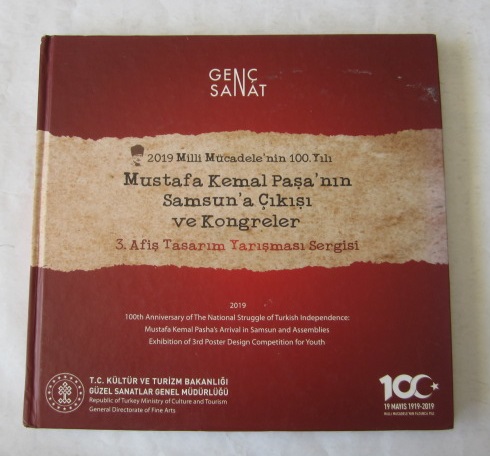 GENÇ
SANAT
2019 Milli Mücadele'nin 100. Yılı
Mustafa Kemal Paşa'nın
Samsun'a Çıkışı
ve Kongreler
3. Afiş Tasarım Yarışması Sergisi
2019
100th Anniversary of The National Struggle of Turkish Independence:
Mustafa Kemal Pasha's Arrival in Samsun and Assemblies
Exhibition of 3rd Poster Design Competition for Youth
T.C. KÜLTÜR VE TURİZM BAKANLIĞI
GÜZEL SANATLAR GENEL MÜDÜRLÜĞÜ
Republic of Turkey Ministry of Culture and Tourism
General Directorate of Fine Arts
100
19 MAYIS 1919-2019